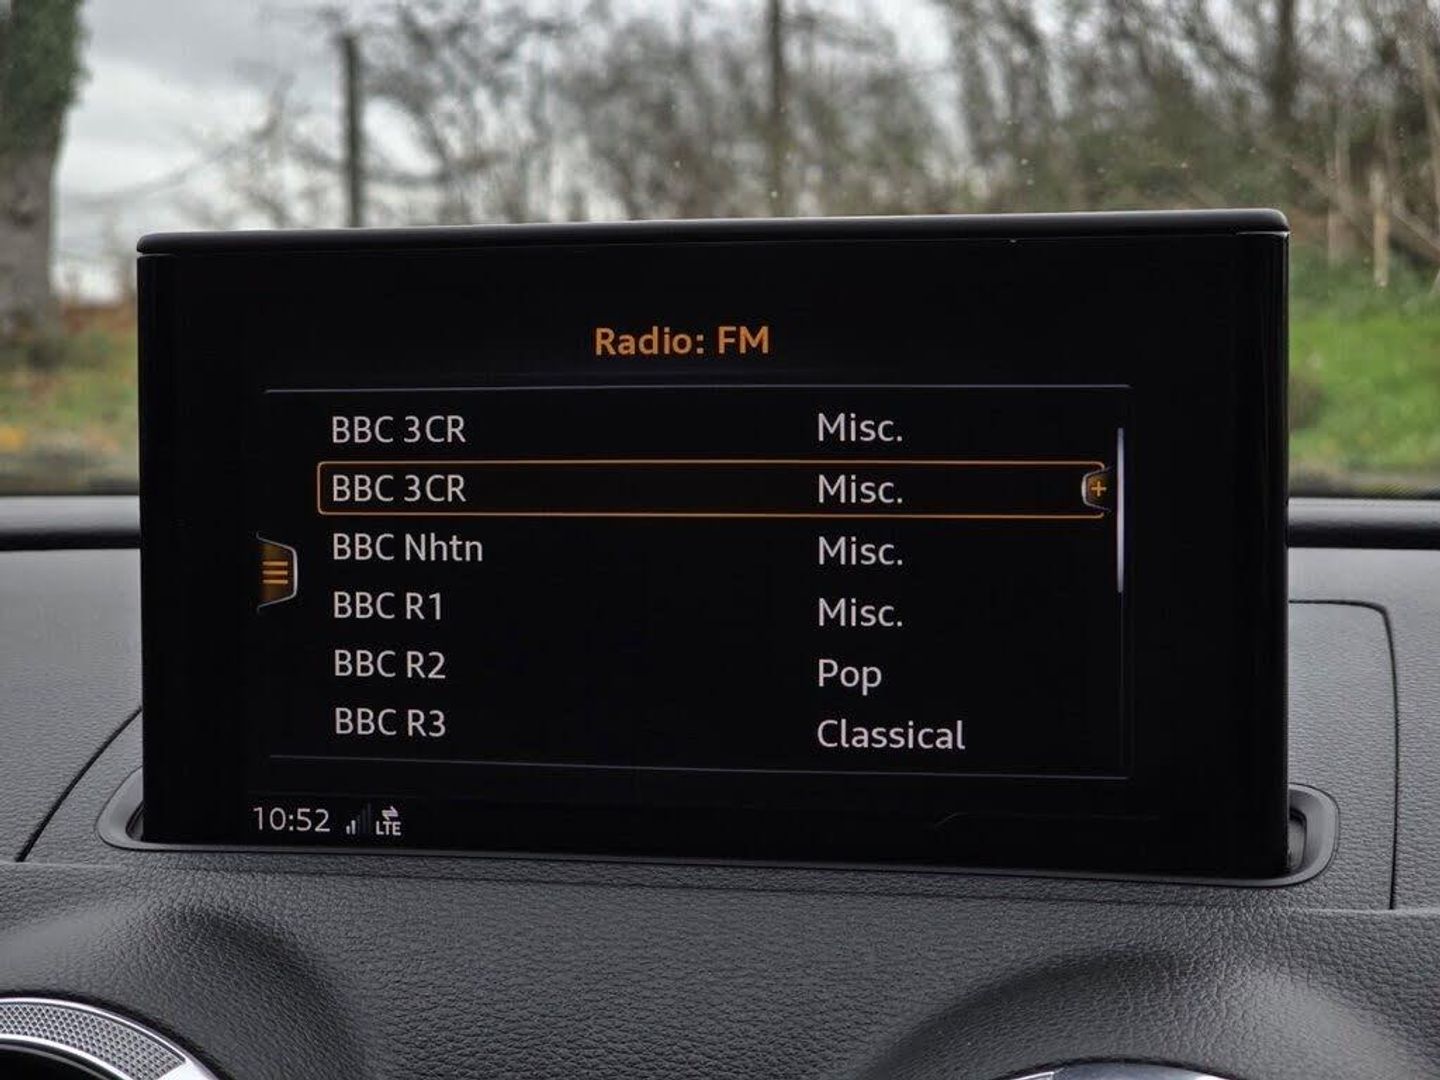 Radio: FM
BBC 3CR Misc.
BBC 3CR Misc.
BBC Nhtn Misc.
BBC R1 Misc.
BBC R2 Pop
BBC R3 Classical
10:52 LTE